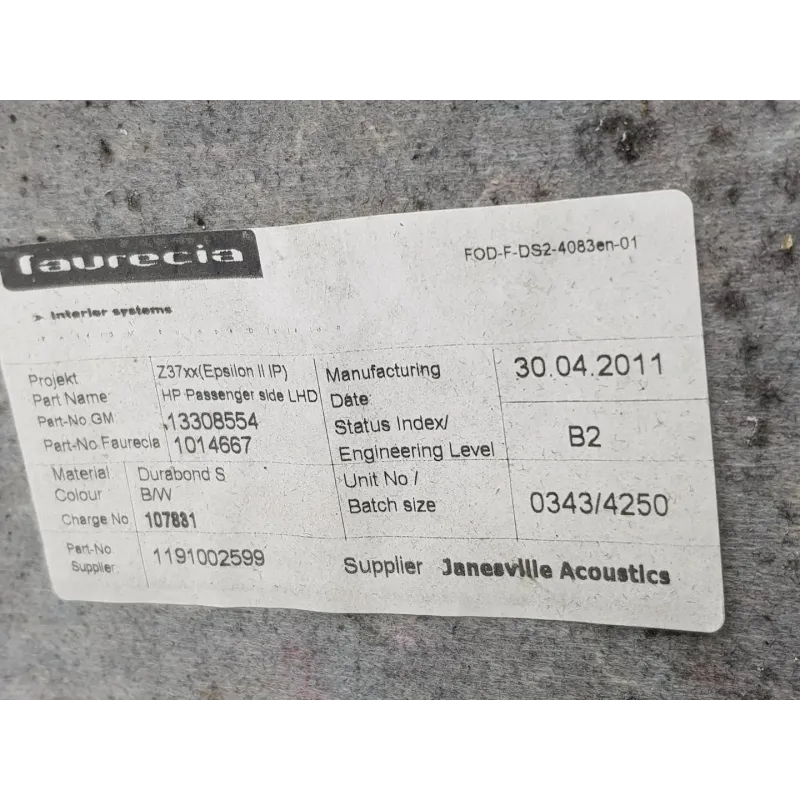 faurecia
FOD-F-DS2-4083en-01
> Interior systems
Projekt Z37xx(Epsilon II IP)
Part Name HP Passenger side LHD
Part-No.GM 13308554
Part-No.Faurecia 1014667
Material Durabond S
Colour B/W
Charge No 107831
Part-No.
Supplier 1191002599
Manufacturing
Date 30.04.2011
Status Index/
Engineering Level B2
Unit No /
Batch size 0343/4250
Supplier Janesville Acoustics